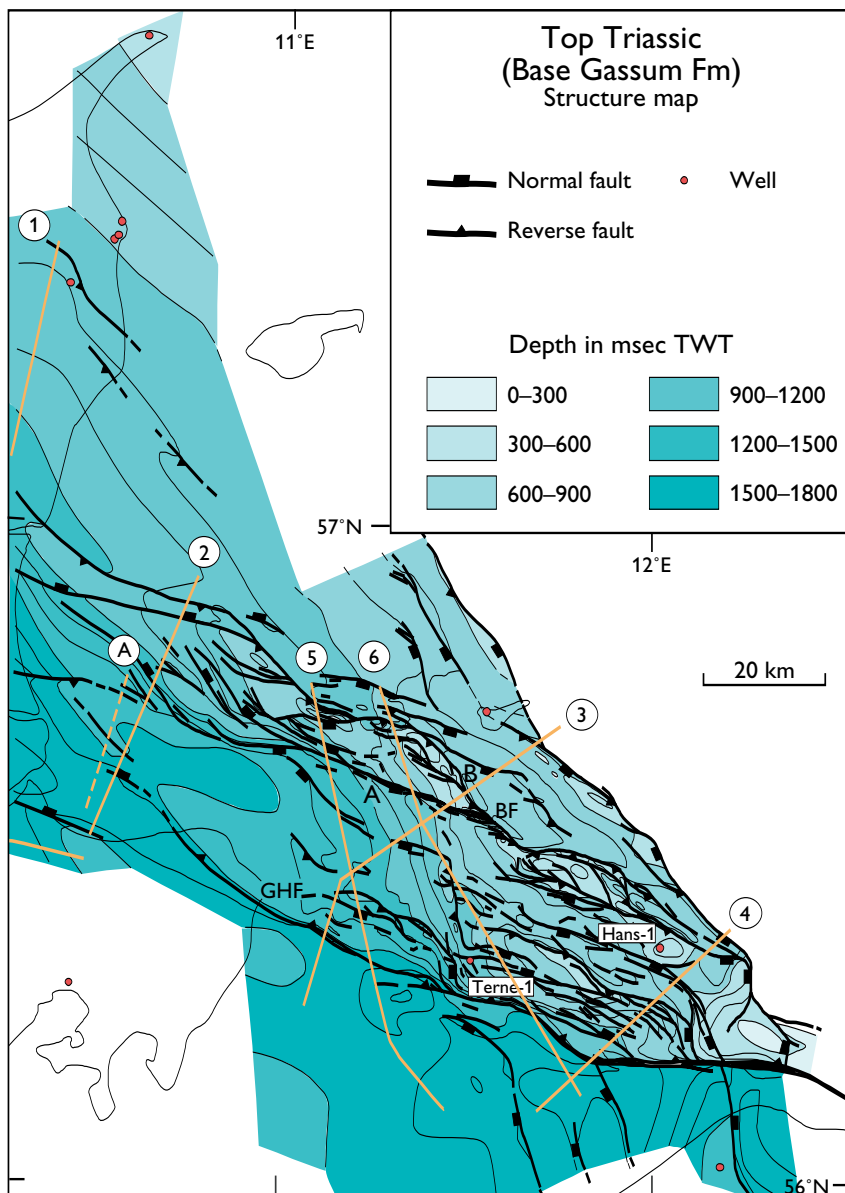 11°E
Top Triassic
(Base Gassum Fm)
Structure map
Normal fault
Well
Reverse fault
Depth in msec TWT
0–300
900–1200
300–600
1200–1500
600–900
1500–1800
1
57°N
12°E
2
A
5
6
20 km
3
B
A
BF
GHF
4
Hans-1
Terne-1
56°N